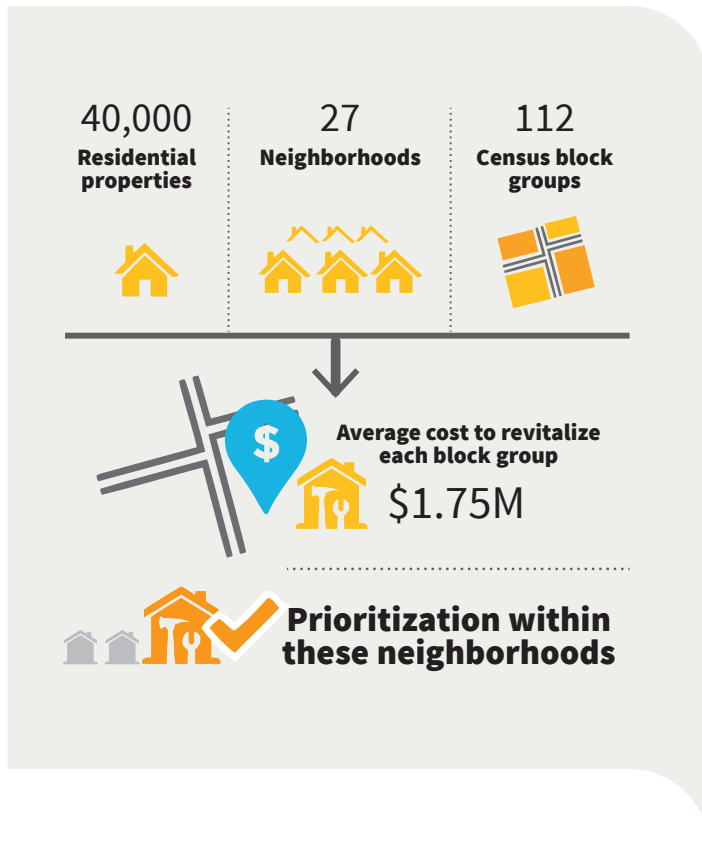 40,000
Residential
properties
27
Neighborhoods
112
Census block
groups
$
Average cost to revitalize
each block group
$1.75M
Prioritization within
these neighborhoods